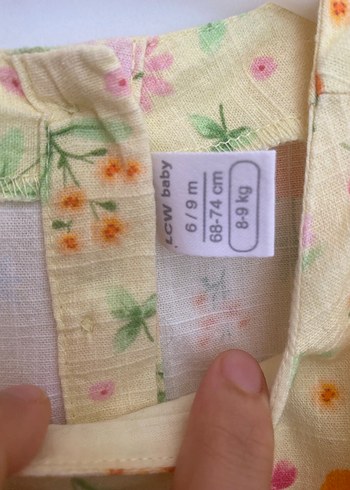 LCW baby
6 / 9 m
68-74 cm
8-9 kg